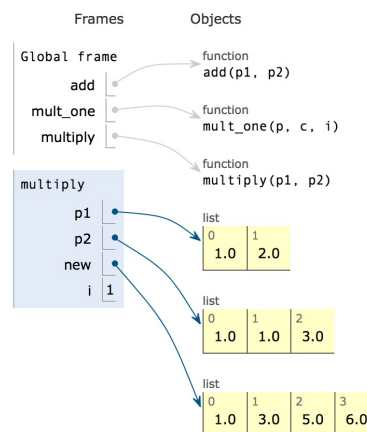 Frames Objects
Global frame
add
mult_one
multiply
function
add(p1, p2)
function
mult_one(p, c, i)
function
multiply(p1, p2)
multiply
p1
p2
new
i 1
list
0 1
1.0 2.0
list
0 1 2
1.0 1.0 3.0
list
0 1 2 3
1.0 3.0 5.0 6.0